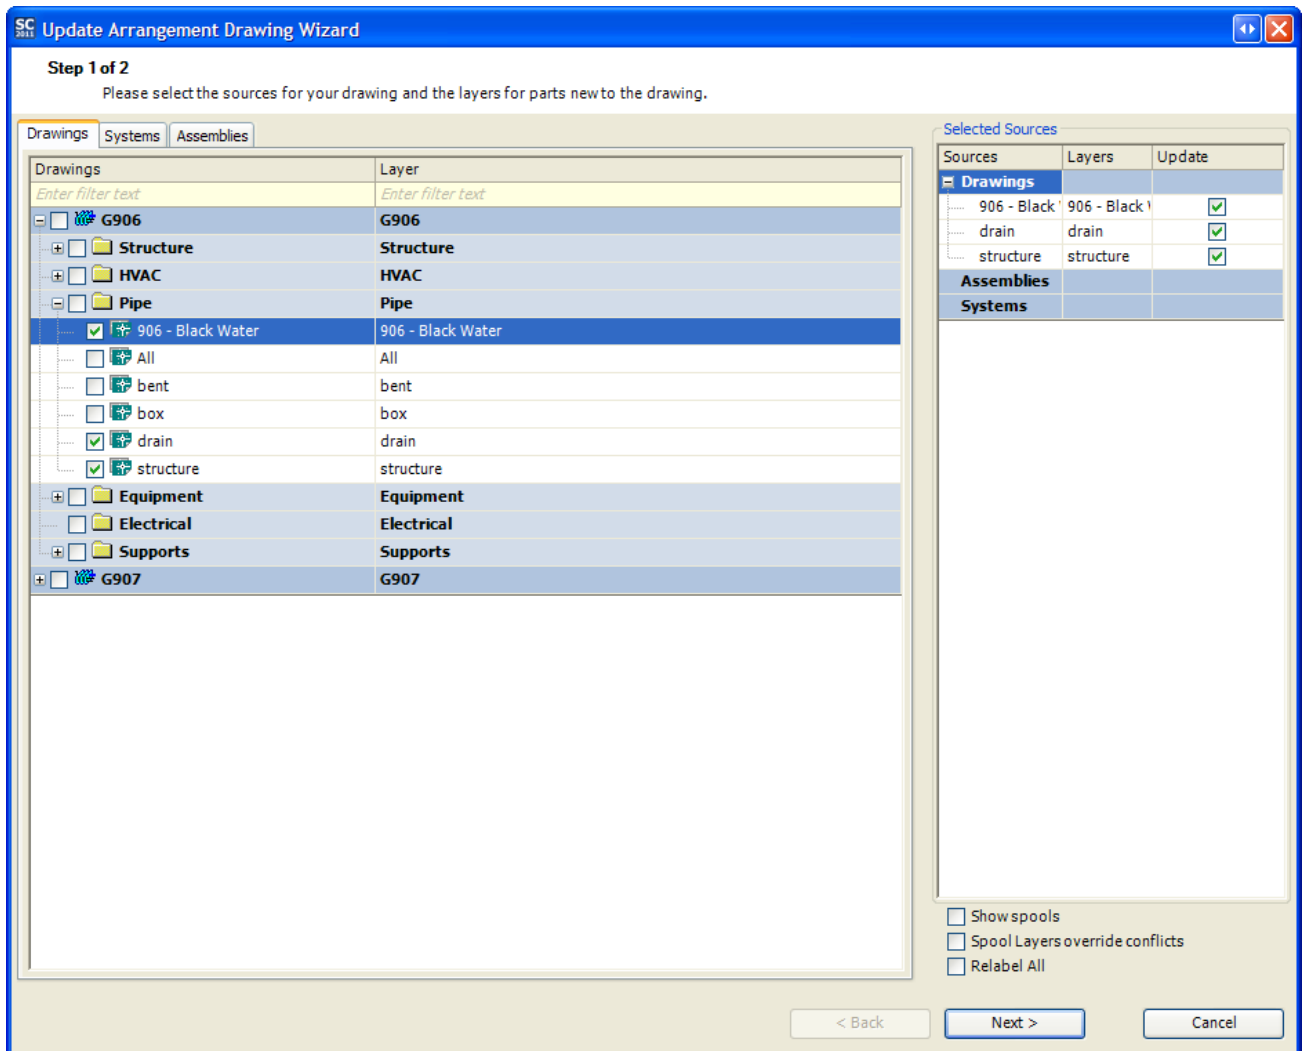 SC 2011 Update Arrangement Drawing Wizard
Step 1 of 2
Please select the sources for your drawing and the layers for parts new to the drawing.
Drawings Systems Assemblies
Drawings Layer
Enter filter text Enter filter text
G906 G906
Structure Structure
HVAC HVAC
Pipe Pipe
906 - Black Water 906 - Black Water
All All
bent bent
box box
drain drain
structure structure
Equipment Equipment
Electrical Electrical
Supports Supports
G907 G907
Selected Sources
Sources Layers Update
Drawings
906 - Black 906 - Black
drain drain
structure structure
Assemblies
Systems
Show spools
Spool Layers override conflicts
Relabel All
< Back Next > Cancel